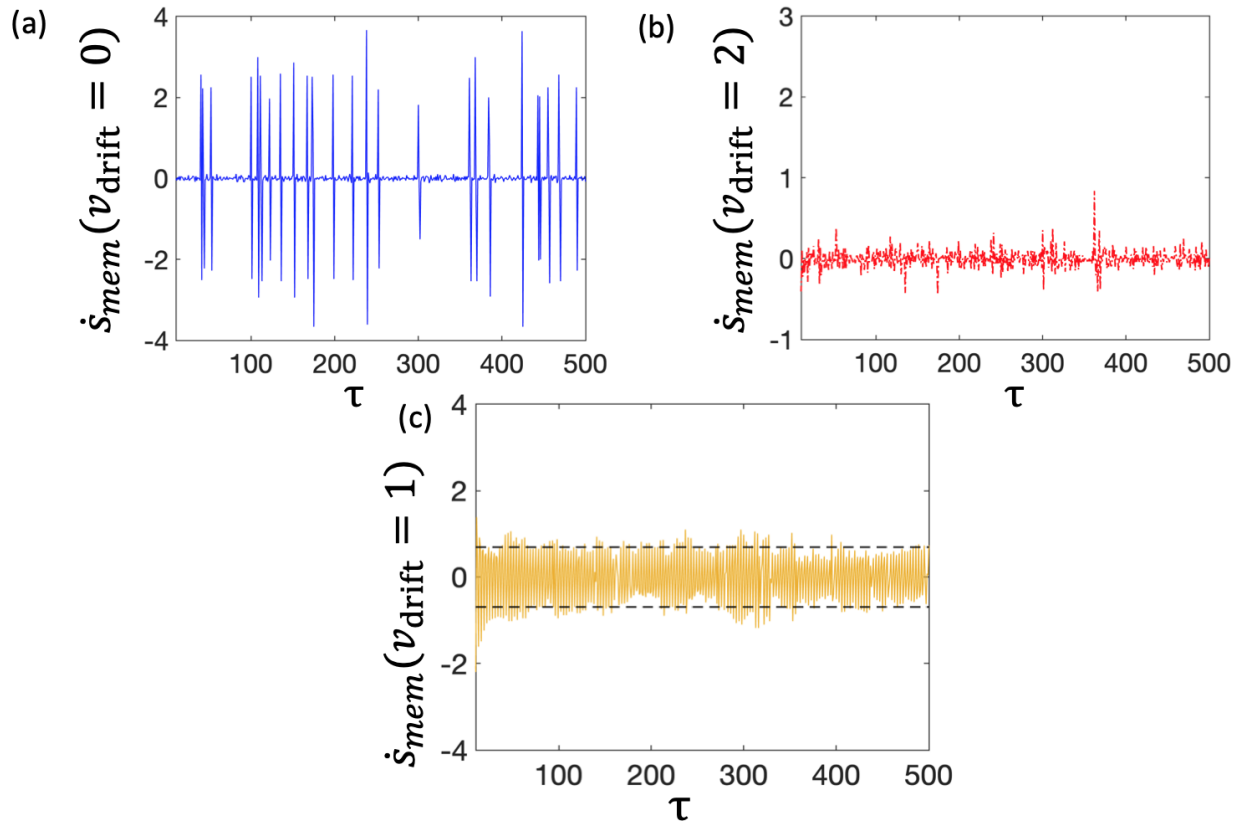 (a)
ṡ_mem(v_drift = 0)
4
2
0
-2
-4
100 200 300 400 500
τ
(b)
ṡ_mem(v_drift = 2)
3
2
1
0
-1
100 200 300 400 500
τ
(c)
ṡ_mem(v_drift = 1)
4
2
0
-2
-4
100 200 300 400 500
τ